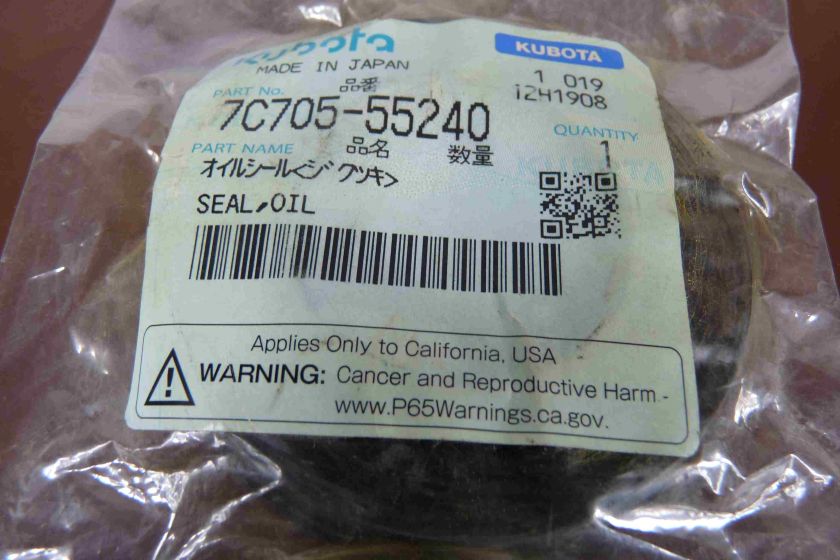 Kubota
KUBOTA
MADE IN JAPAN
1 019
PART No.
品番
12H1908
7C705-55240
QUANTITY
PART NAME
品名
数量
1
オイルシール<ジクツキ>
SEAL,OIL
KUBOTA
Applies Only to California, USA
WARNING: Cancer and Reproductive Harm -
www.P65Warnings.ca.gov.